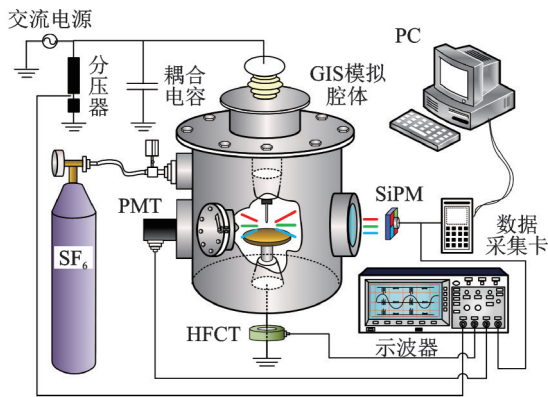 交流电源
PC
分压器
耦合
电容
GIS模拟
腔体
SiPM
PMT
SF6
数据
采集卡
HFCT
示波器